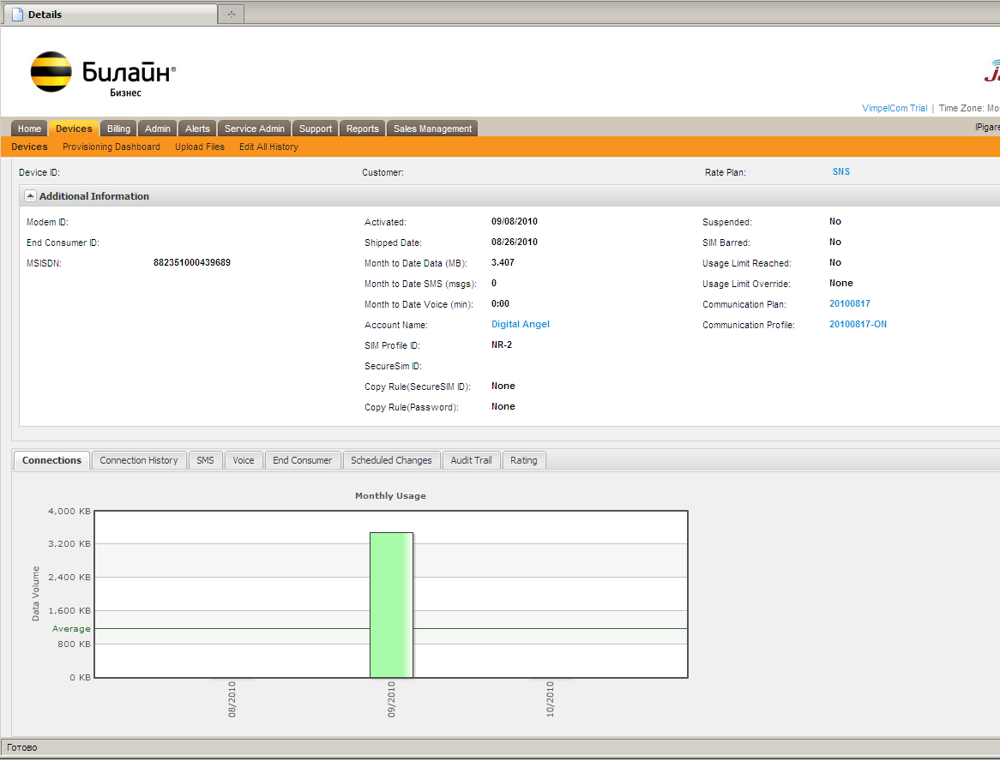 Details
Билайн®
Бизнес
VimpelCom Trial | Time Zone:
Home Devices Billing Admin Alerts Service Admin Support Reports Sales Management
Devices Provisioning Dashboard Upload Files Edit All History
Device ID: Customer: Rate Plan: SNS
Additional Information
Modem ID: Activated: 09/08/2010 Suspended: No
End Consumer ID: Shipped Date: 08/26/2010 SIM Barred: No
MSISDN: 882351000439689 Month to Date Data (MB): 3.407 Usage Limit Reached: No
Month to Date SMS (msgs): 0 Usage Limit Override: None
Month to Date Voice (min): 0:00 Communication Plan: 20100817
Account Name: Digital Angel Communication Profile: 20100817-ON
SIM Profile ID: NR-2
SecureSim ID:
Copy Rule(SecureSIM ID): None
Copy Rule(Password): None
Connections Connection History SMS Voice End Consumer Scheduled Changes Audit Trail Rating
Monthly Usage
4,000 KB
3,200 KB
2,400 KB
1,600 KB
Average
800 KB
0 KB
Data Volume
08/2010 09/2010 10/2010
Готово